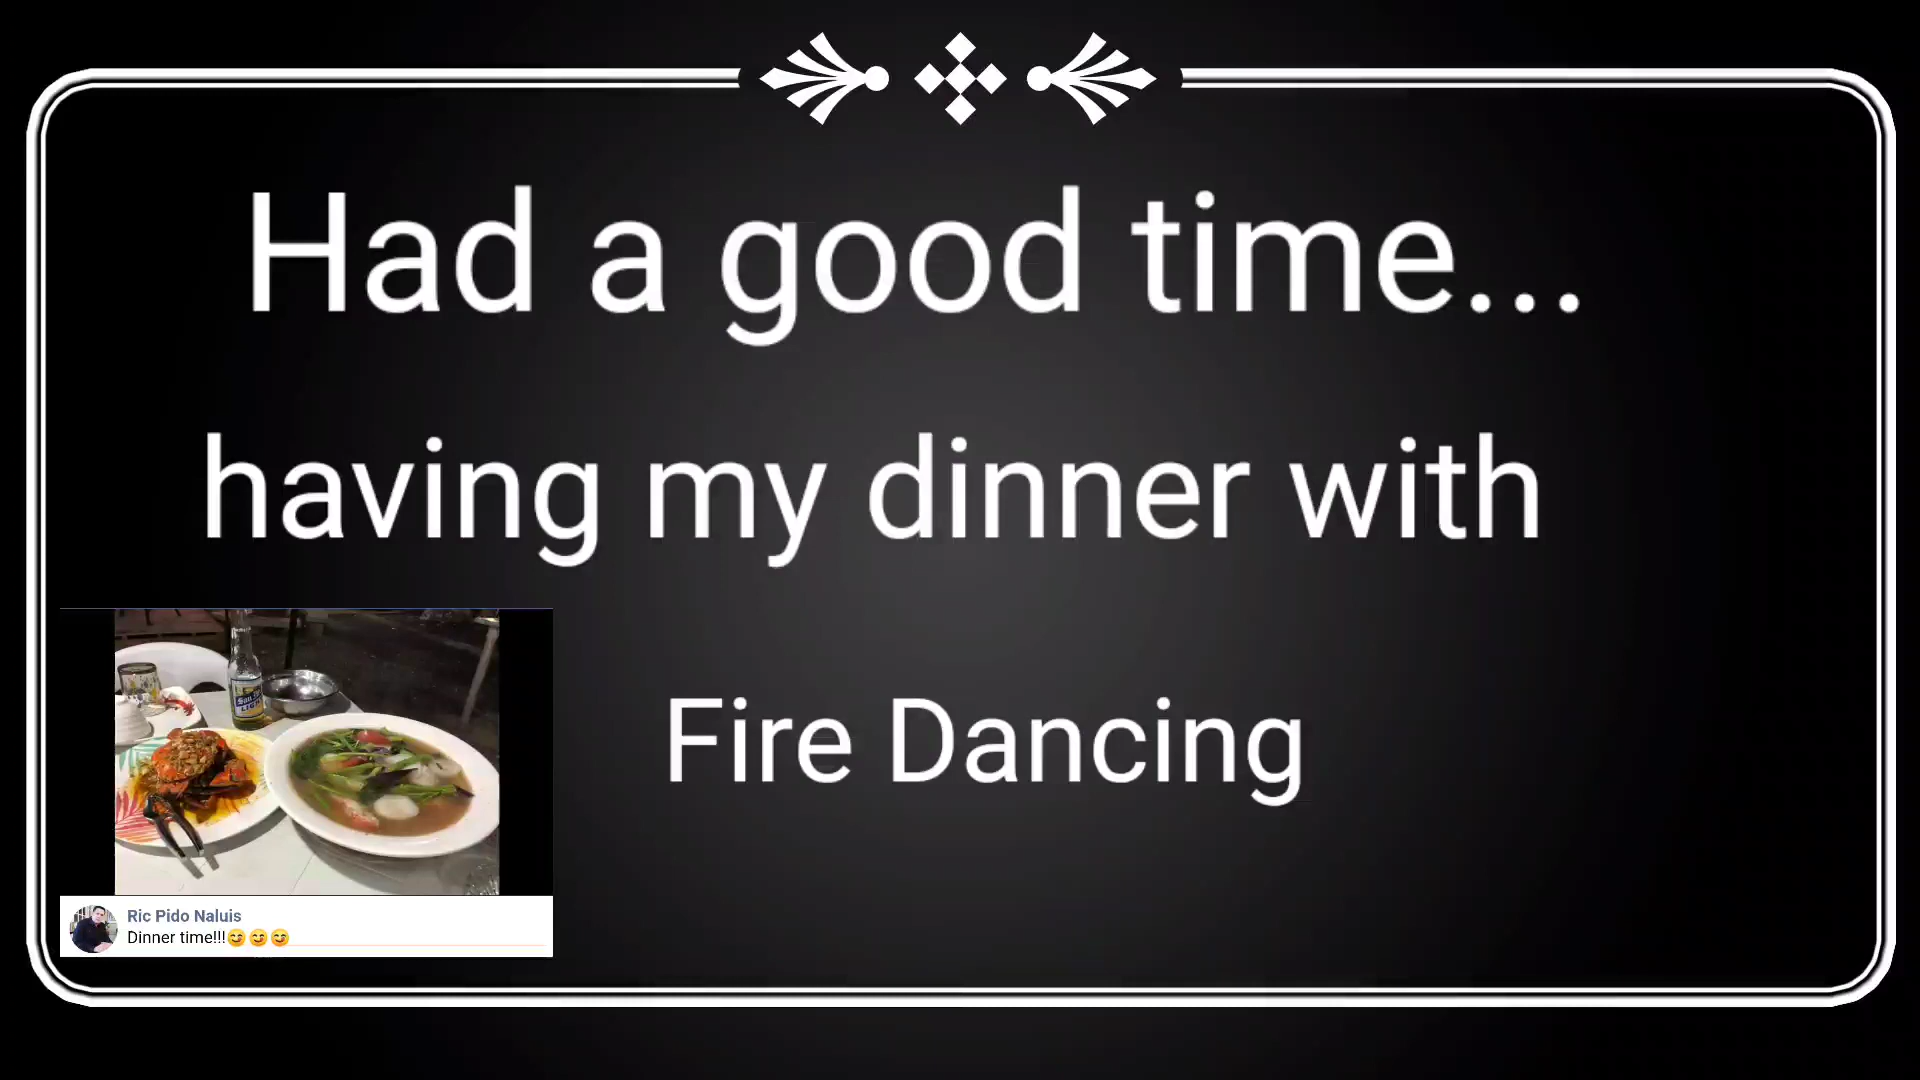 Had a good time...
having my dinner with
Fire Dancing
Ric Pido Naluis
Dinner time!!!😋😋😋